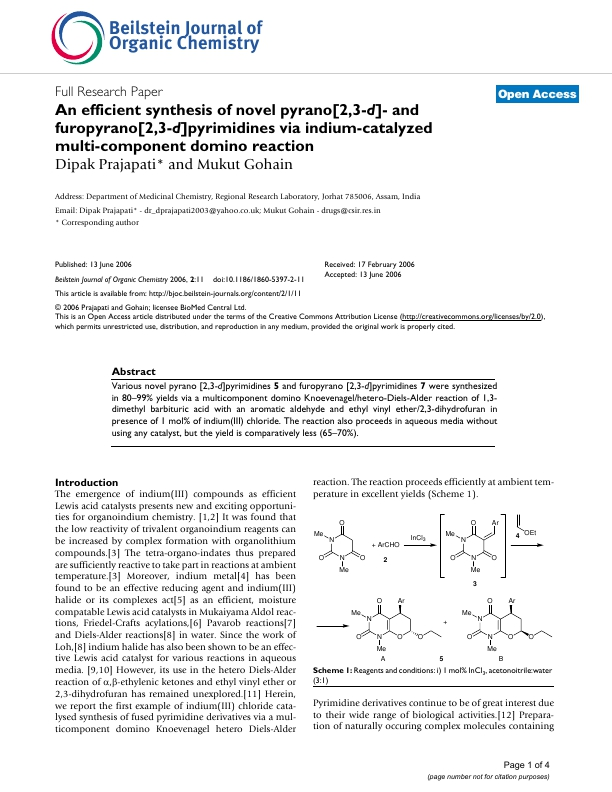 Beilstein Journal of
Organic Chemistry
Full Research Paper
Open Access
An efficient synthesis of novel pyrano[2,3-d]- and
furopyrano[2,3-d]pyrimidines via indium-catalyzed
multi-component domino reaction
Dipak Prajapati* and Mukut Gohain
Address: Department of Medicinal Chemistry, Regional Research Laboratory, Jorhat 785006, Assam, India
Email: Dipak Prajapati* - dr_dprajapati2003@yahoo.co.uk; Mukut Gohain - drugs@csir.res.in
* Corresponding author
Published: 13 June 2006
Beilstein Journal of Organic Chemistry 2006, 2:11 doi:10.1186/1860-5397-2-11
Received: 17 February 2006
Accepted: 13 June 2006
This article is available from: http://bjoc.beilstein-journals.org/content/2/1/11
© 2006 Prajapati and Gohain; licensee BioMed Central Ltd.
This is an Open Access article distributed under the terms of the Creative Commons Attribution License (http://creativecommons.org/licenses/by/2.0),
which permits unrestricted use, distribution, and reproduction in any medium, provided the original work is properly cited.
Abstract
Various novel pyrano [2,3-d]pyrimidines 5 and furopyrano [2,3-d]pyrimidines 7 were synthesized
in 80–99% yields via a multicomponent domino Knoevenagel/hetero-Diels-Alder reaction of 1,3-
dimethyl barbituric acid with an aromatic aldehyde and ethyl vinyl ether/2,3-dihydrofuran in
presence of 1 mol% of indium(III) chloride. The reaction also proceeds in aqueous media without
using any catalyst, but the yield is comparatively less (65–70%).
Introduction
The emergence of indium(III) compounds as efficient
Lewis acid catalysts present new and exciting opportuni-
ties for organoindium chemistry. [1,2] It was found that
the low reactivity of trivalent organoindium reagents can
be increased by complex formation with organolithium
compounds.[3] The tetra-organo-indates thus prepared
are sufficiently reactive to take part in reactions at ambient
temperature.[3] Moreover, indium metal[4] has been
found to be an effective reducing agent and indium(III)
halide or its complexes act[5] as an efficient, moisture
compatable Lewis acid catalysts in Mukaiyama Aldol reac-
tions, Friedel-Crafts acylations,[6] Pavarob reactions[7]
and Diels-Alder reactions[8] in water. Since the work of
Loh,[8] indium halide has also been shown to be an effec-
tive Lewis acid catalyst for various reactions in aqueous
media. [9,10] However, its use in the hetero Diels-Alder
reaction of α,β-ethylenic ketones and ethyl vinyl ether or
2,3-dihydrofuran has remained unexplored.[11] Herein,
we report the first example of indium(III) chloride cata-
lysed synthesis of fused pyrimidine derivatives via a mul-
ticomponent domino Knoevenagel hetero Diels-Alder
reaction. The reaction proceeds efficiently at ambient tem-
perature in excellent yields (Scheme 1).
O Me N O N O Me
+ ArCHO
2
InCl3
O Ar Me N O N O Me
3
4 OEt
O Ar Me N O N O O Me
A
+
5
O Ar Me N O N O O Me
B
Scheme 1: Reagents and conditions: i) 1 mol% InCl3, acetonitrile:water
(3:1)
Pyrimidine derivatives continue to be of great interest due
to their wide range of biological activities.[12] Prepara-
tion of naturally occuring complex molecules containing
Page 1 of 4
(page number not for citation purposes)